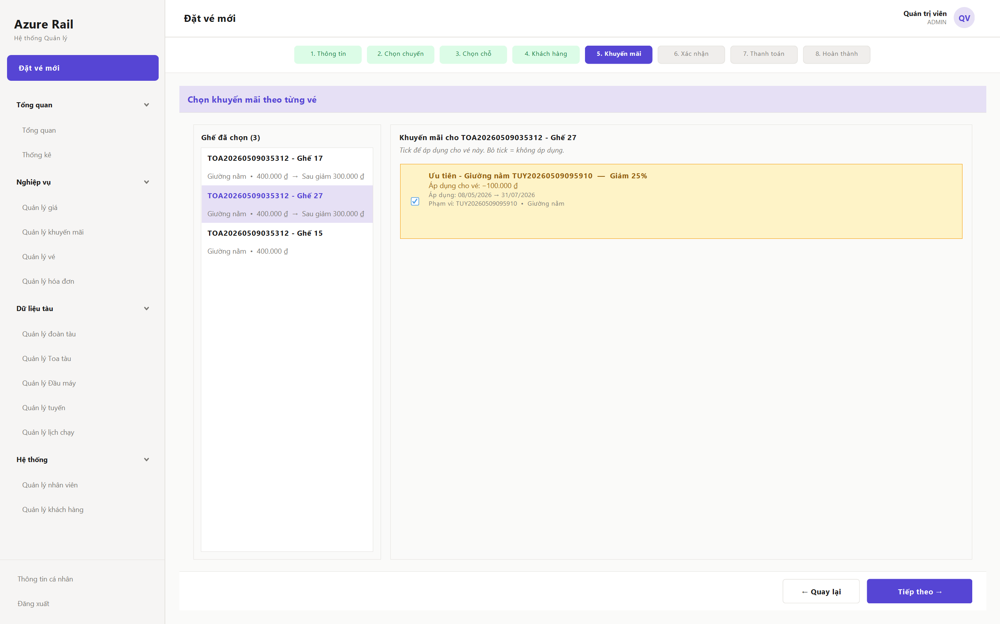 Azure Rail
Hệ thống Quản lý
Đặt vé mới
Tổng quan
Tổng quan
Thống kê
Nghiệp vụ
Quản lý giá
Quản lý khuyến mãi
Quản lý vé
Quản lý hóa đơn
Dữ liệu tàu
Quản lý đoàn tàu
Quản lý Toa tàu
Quản lý Đầu máy
Quản lý tuyến
Quản lý lịch chạy
Hệ thống
Quản lý nhân viên
Quản lý khách hàng
Thông tin cá nhân
Đăng xuất
Đặt vé mới
Quản trị viên
ADMIN
QV
1. Thông tin
2. Chọn chuyến
3. Chọn chỗ
4. Khách hàng
5. Khuyến mãi
6. Xác nhận
7. Thanh toán
8. Hoàn thành
Chọn khuyến mãi theo từng vé
Ghế đã chọn (3)
TOA20260509035312 - Ghế 17
Giường nằm • 400.000 ₫ → Sau giảm 300.000 ₫
TOA20260509035312 - Ghế 27
Giường nằm • 400.000 ₫ → Sau giảm 300.000 ₫
TOA20260509035312 - Ghế 15
Giường nằm • 400.000 ₫
Khuyến mãi cho TOA20260509035312 - Ghế 27
Tick để áp dụng cho vé này. Bỏ tick = không áp dụng.
Ưu tiên - Giường nằm TUY20260509095910 — Giảm 25%
Áp dụng cho vé: −100.000 ₫
Áp dụng: 08/05/2026 → 31/07/2026
Phạm vi: TUY20260509095910 • Giường nằm
← Quay lại
Tiếp theo →